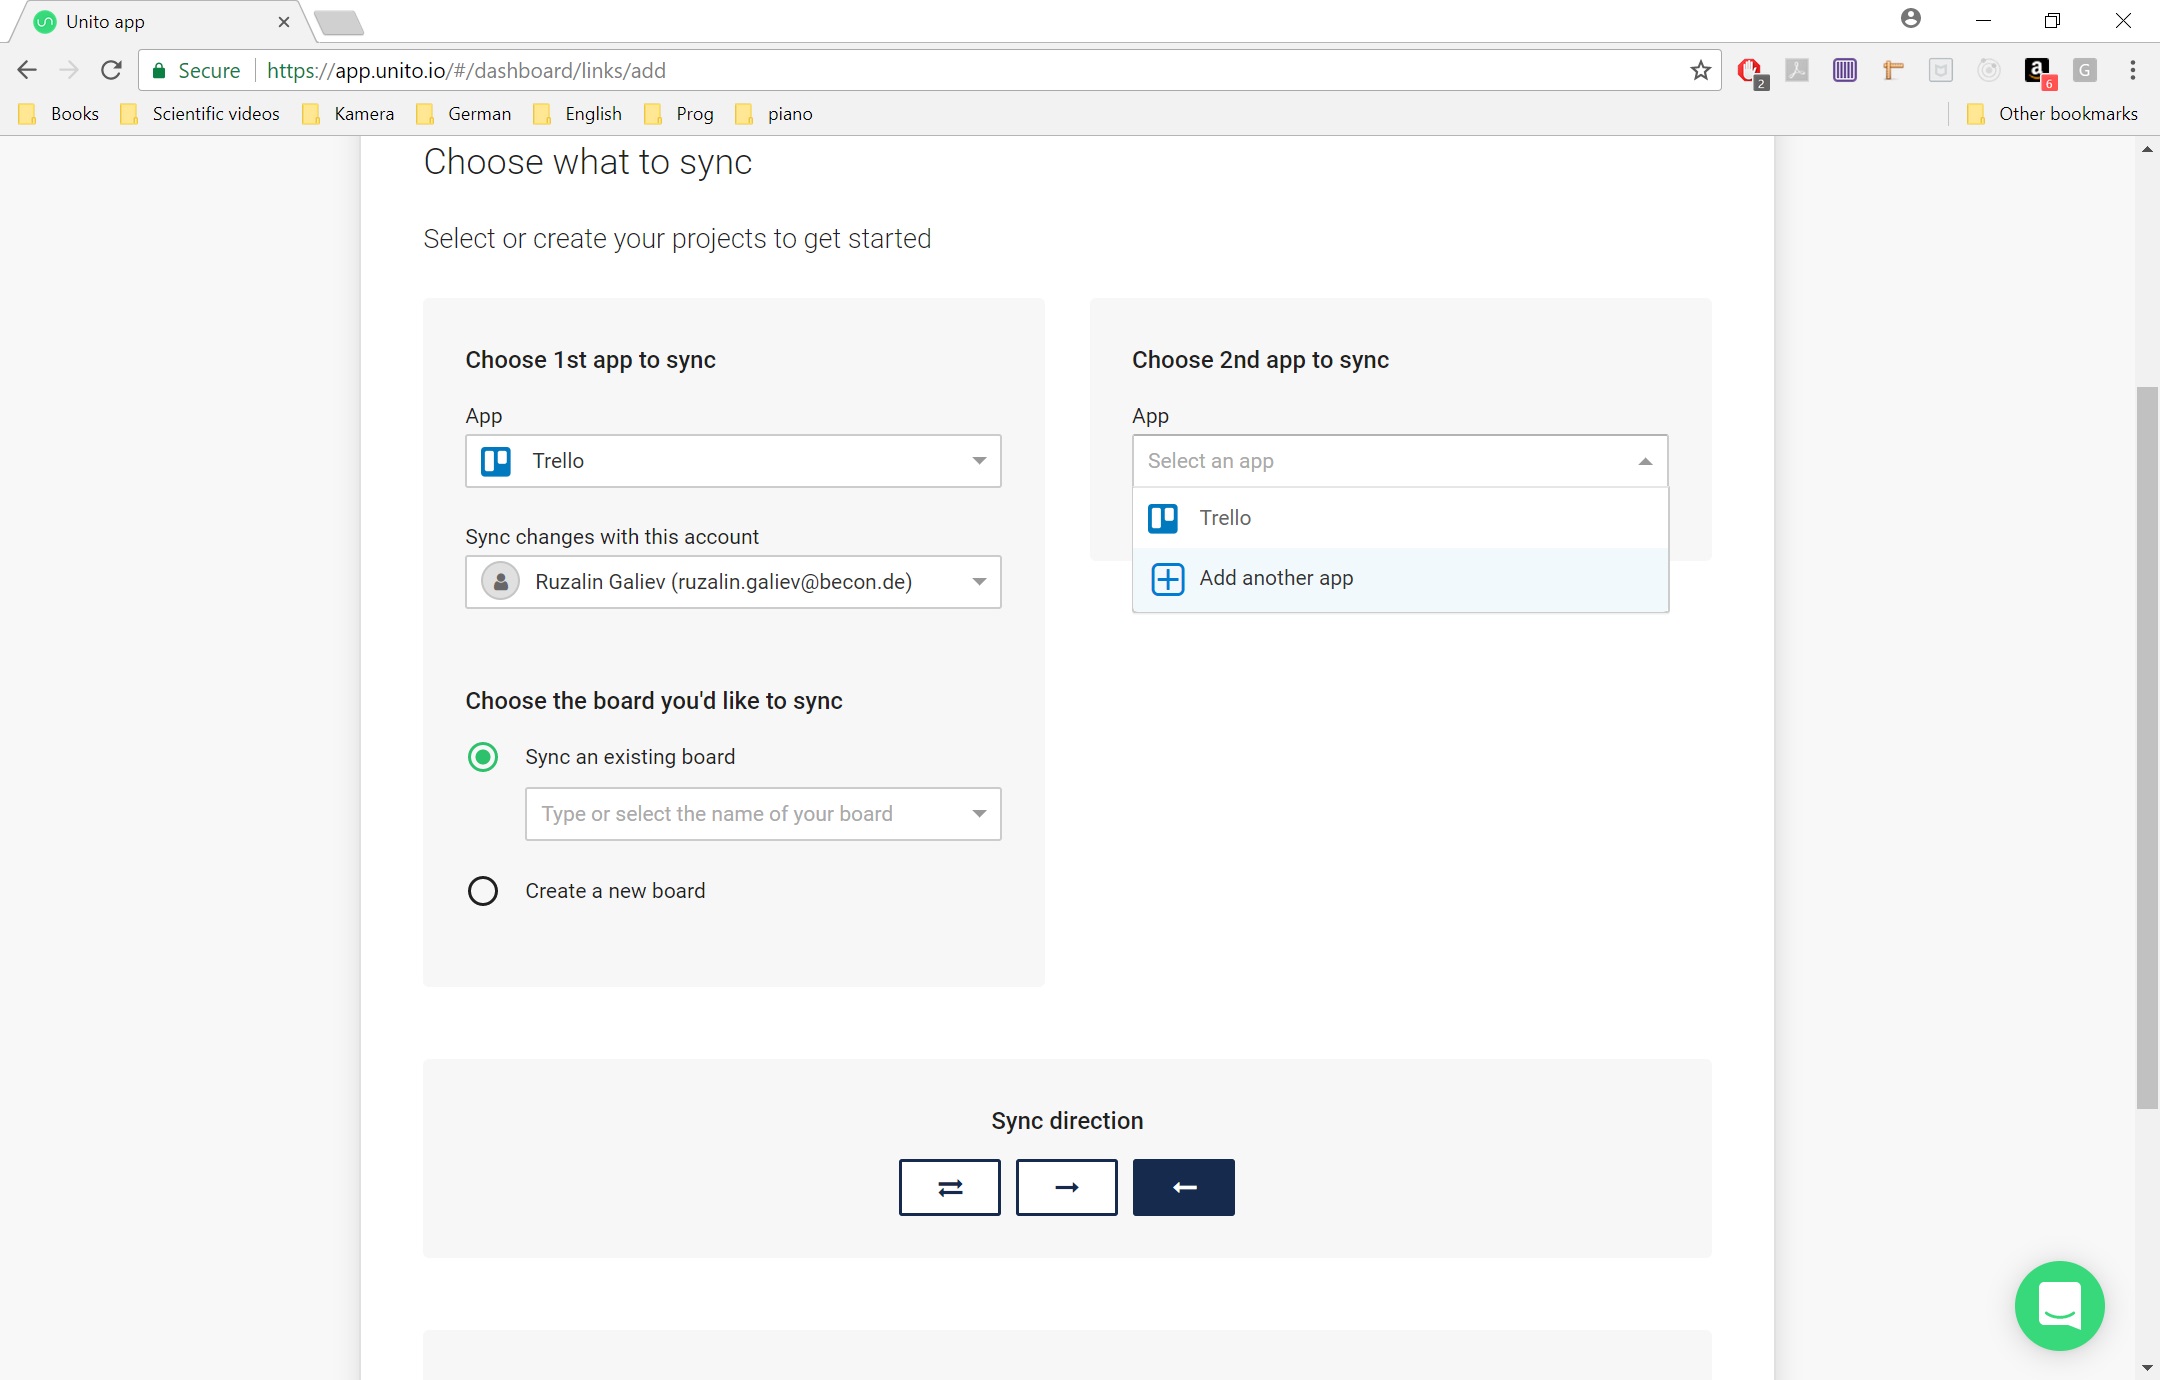 Unito app
Secure https://app.unito.io/#/dashboard/links/add
2
a
6
G
Books Scientific videos Kamera German English Prog piano Other bookmarks
Choose what to sync
Select or create your projects to get started
Choose 1st app to sync
App
Trello
Sync changes with this account
Ruzalin Galiev (ruzalin.galiev@becon.de)
Choose the board you'd like to sync
Sync an existing board
Type or select the name of your board
Create a new board
Choose 2nd app to sync
App
Select an app
Trello
Add another app
Sync direction